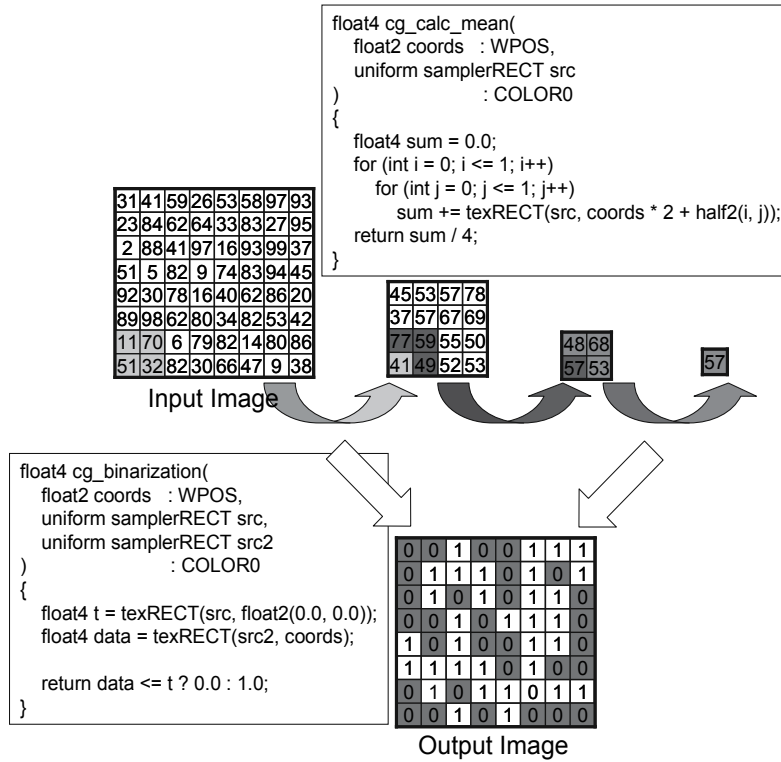 float4 cg_calc_mean(
float2 coords : WPOS,
uniform samplerRECT src
) : COLOR0
{
float4 sum = 0.0;
for (int i = 0; i <= 1; i++)
for (int j = 0; j <= 1; j++)
sum += texRECT(src, coords * 2 + half2(i, j));
return sum / 4;
}
31 41 59 26 53 58 97 93
23 84 62 64 33 83 27 95
2 88 41 97 16 93 99 37
51 5 82 9 74 83 94 45
92 30 78 16 40 62 86 20
89 98 62 80 34 82 53 42
11 70 6 79 82 14 80 86
51 32 82 30 66 47 9 38
Input Image
45 53 57 78
37 57 67 69
77 59 55 50
41 49 52 53
48 68
57 53
57
float4 cg_binarization(
float2 coords : WPOS,
uniform samplerRECT src,
uniform samplerRECT src2
) : COLOR0
{
float4 t = texRECT(src, float2(0.0, 0.0));
float4 data = texRECT(src2, coords);
return data <= t ? 0.0 : 1.0;
}
0 0 1 0 0 1 1 1
0 1 1 1 0 1 0 1
0 1 0 1 0 1 1 0
0 0 1 0 1 1 1 0
1 0 1 0 0 1 1 0
1 1 1 1 0 1 0 0
0 1 0 1 1 0 1 1
0 0 1 0 1 0 0 0
Output Image